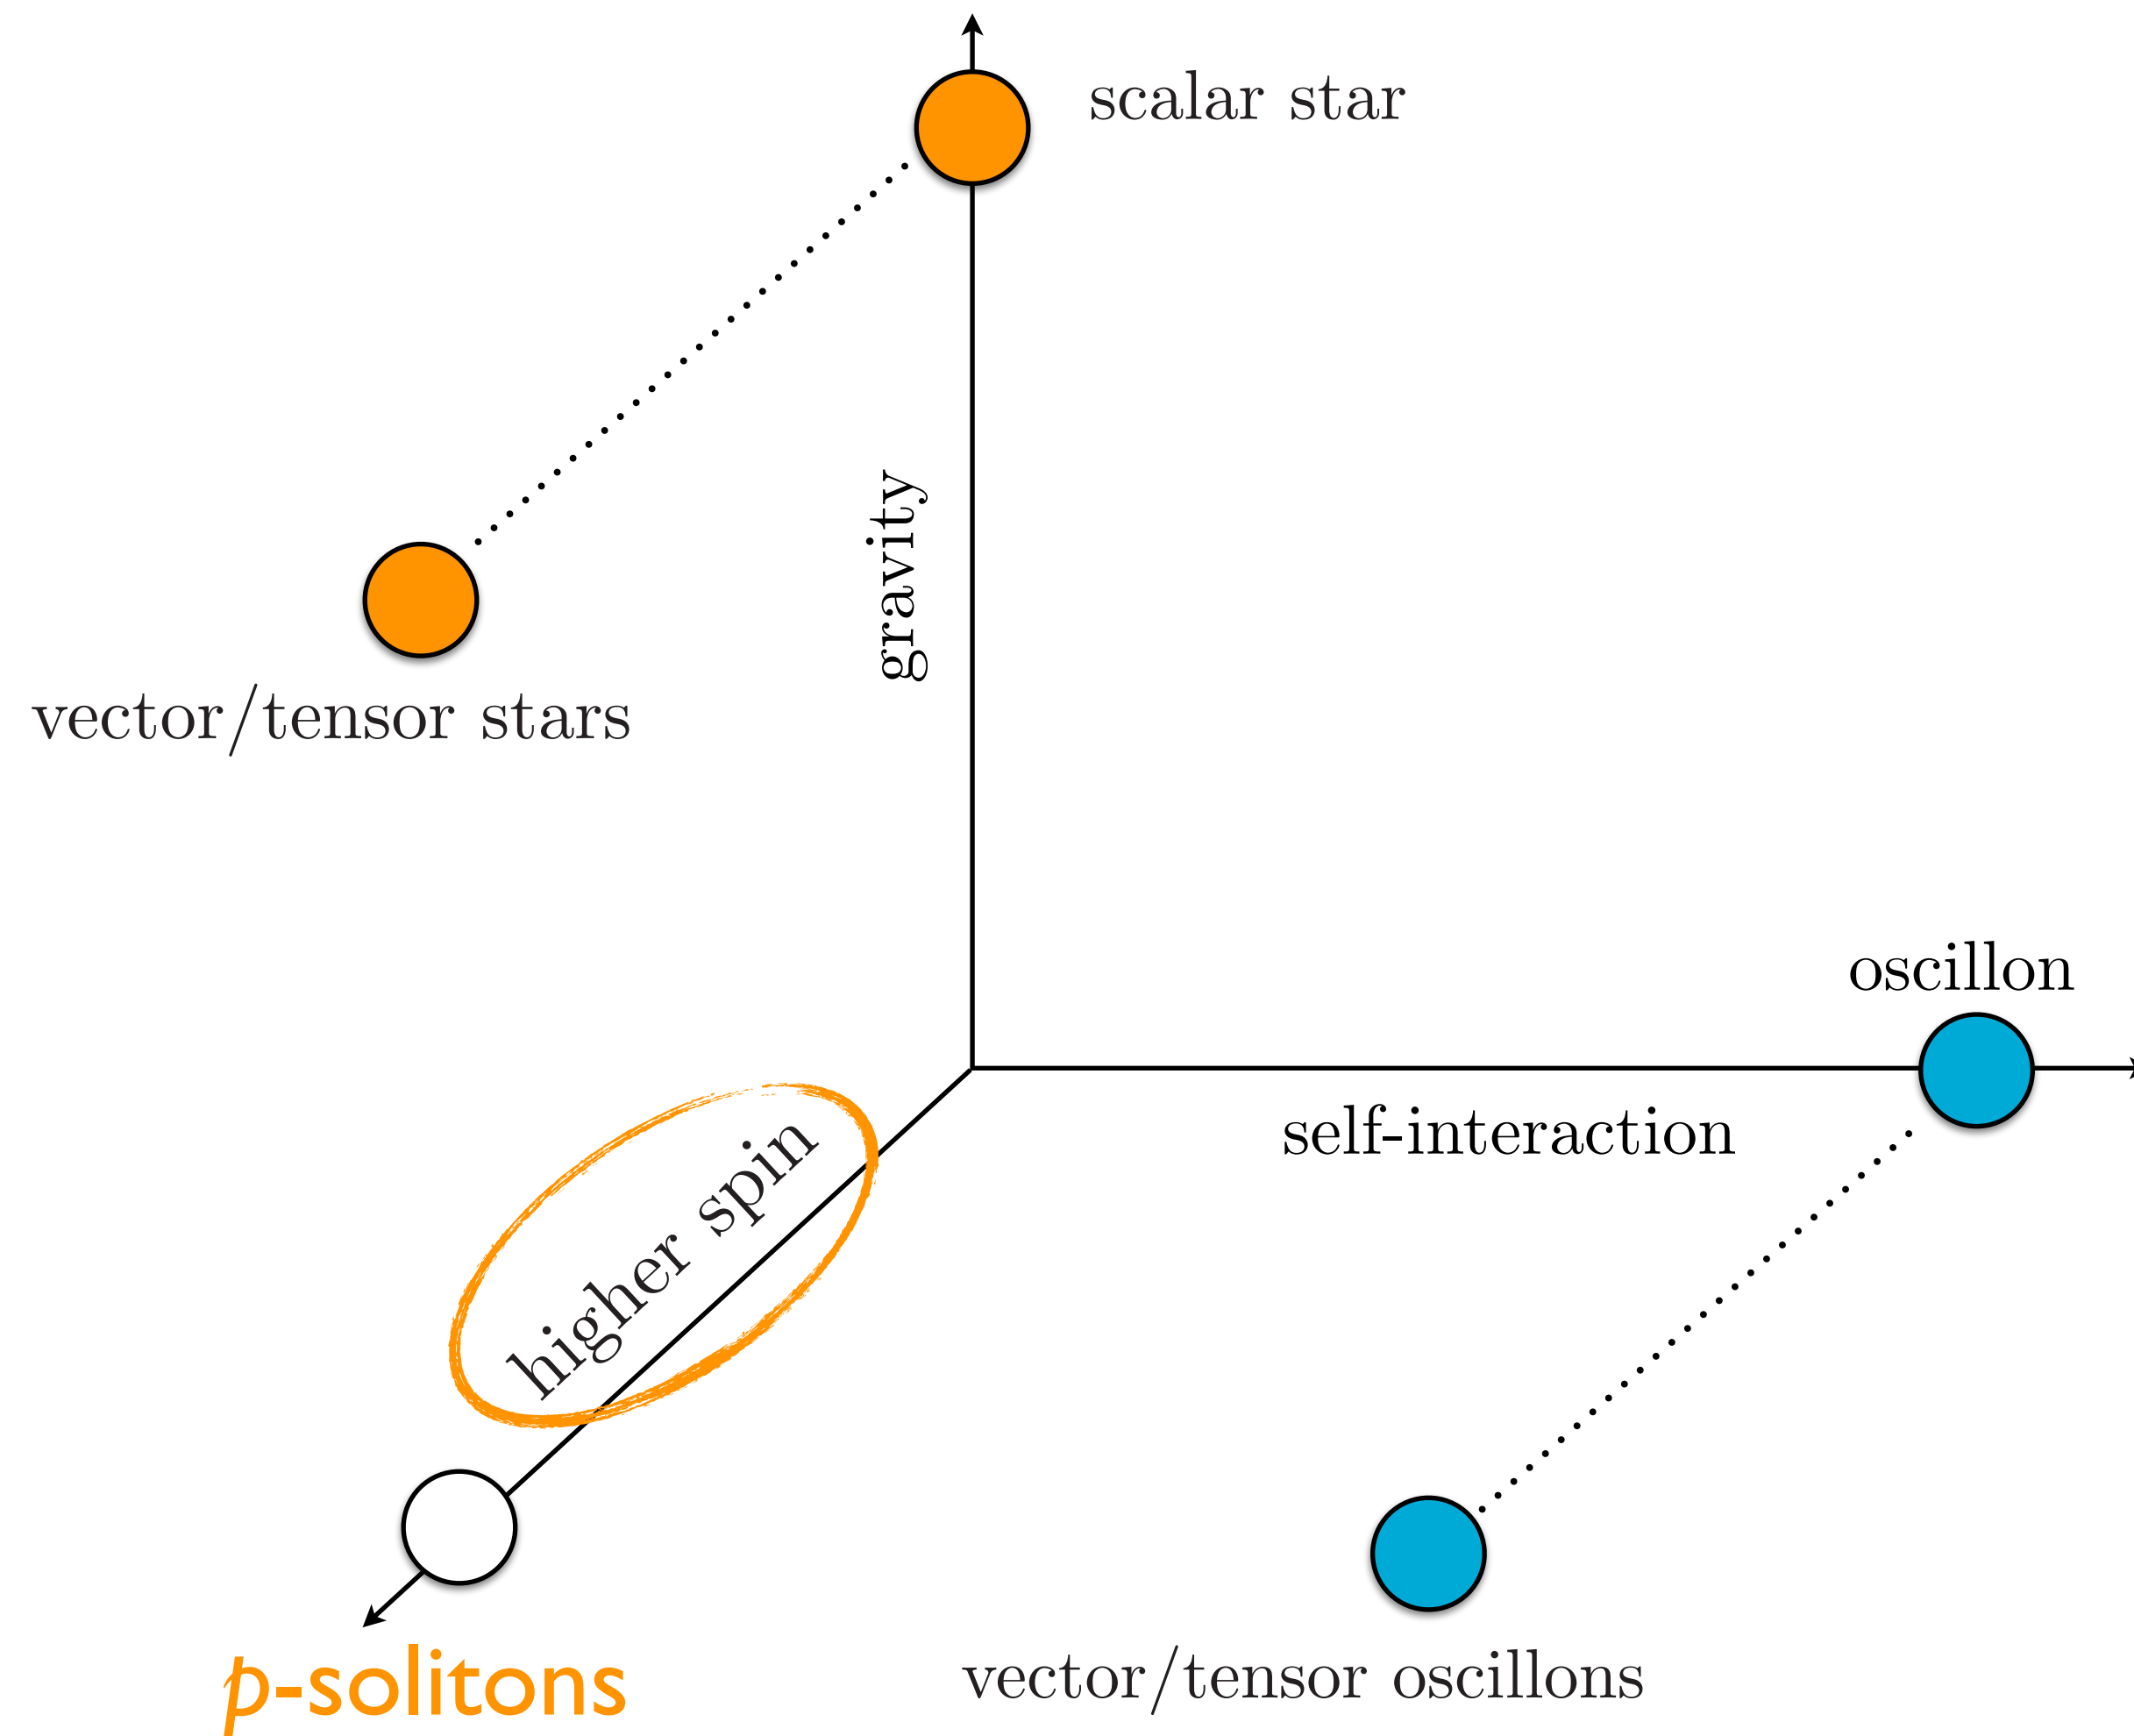 scalar star
gravity
vector/tensor stars
oscillon
self-interaction
higher spin
p-solitons
vector/tensor oscillons